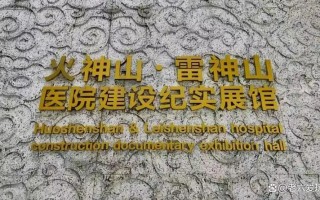 火神山·雷神山
医院建设纪实展馆
Huoshenshan & Leishenshan hospital
construction documentary exhibition hall